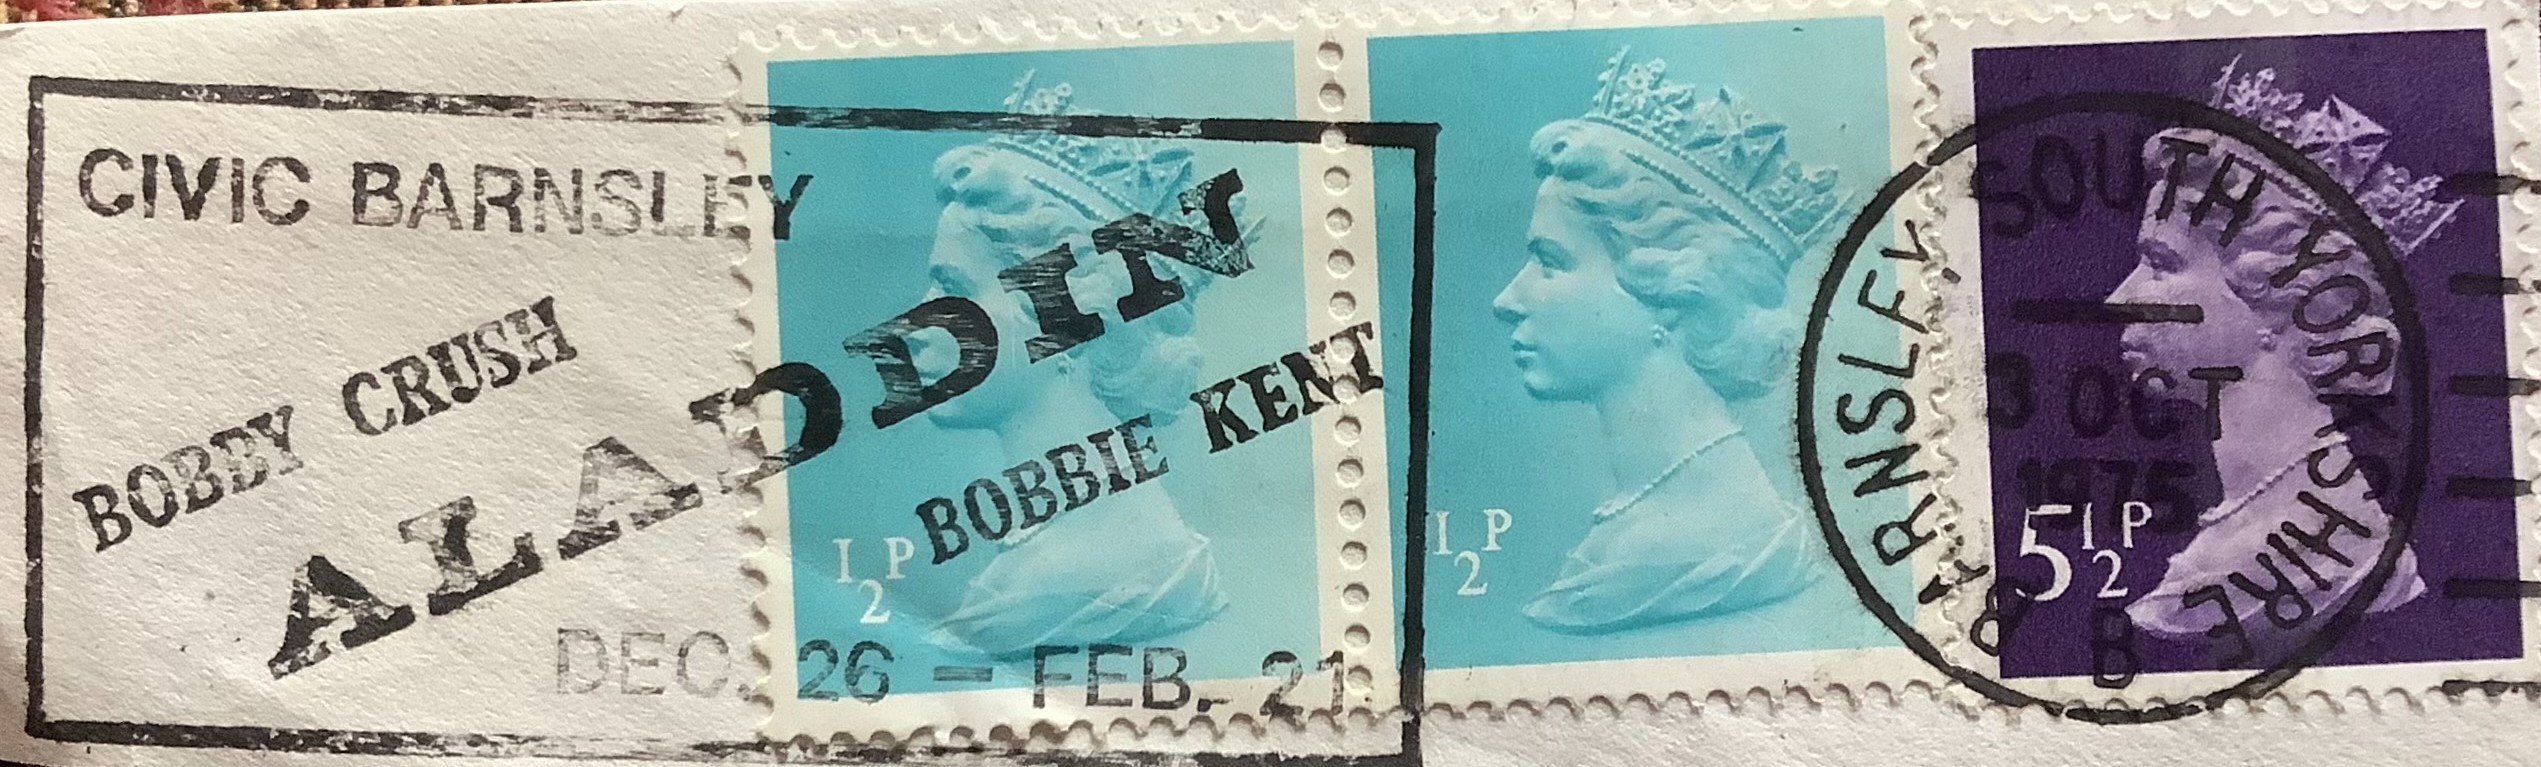 CIVIC BARNSLEY
BOBBY CRUSH
ALADDIN
BOBBIE KENT
DEC. 26 - FEB. 21
½P
½P
5½P
BARNSLEY
SOUTH YORKSHIRE
3 OCT
1975
B